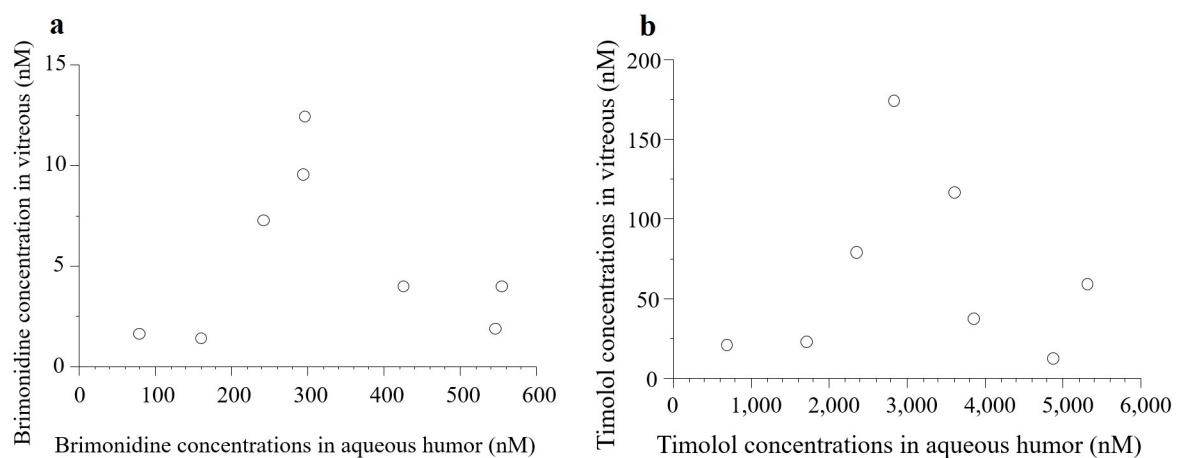 a
Brimonidine concentration in vitreous (nM)
15
10
5
0
0 100 200 300 400 500 600
Brimonidine concentrations in aqueous humor (nM)
b
Timolol concentrations in vitreous (nM)
200
150
100
50
0
0 1,000 2,000 3,000 4,000 5,000 6,000
Timolol concentrations in aqueous humor (nM)